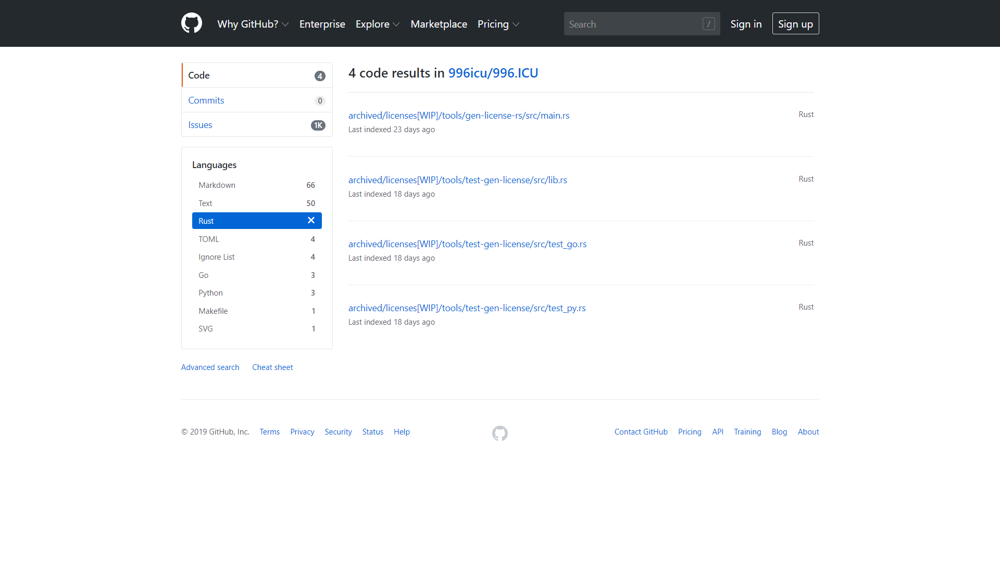 Why GitHub? Enterprise Explore Marketplace Pricing Search / Sign in Sign up
Code 4
Commits 0
Issues 1K
Languages
Markdown 66
Text 50
Rust
TOML 4
Ignore List 4
Go 3
Python 3
Makefile 1
SVG 1
Advanced search Cheat sheet
4 code results in 996icu/996.ICU
archived/licenses[WIP]/tools/gen-license-rs/src/main.rs Rust
Last indexed 23 days ago
archived/licenses[WIP]/tools/test-gen-license/src/lib.rs Rust
Last indexed 18 days ago
archived/licenses[WIP]/tools/test-gen-license/src/test_go.rs Rust
Last indexed 18 days ago
archived/licenses[WIP]/tools/test-gen-license/src/test_py.rs Rust
Last indexed 18 days ago
© 2019 GitHub, Inc. Terms Privacy Security Status Help Contact GitHub Pricing API Training Blog About